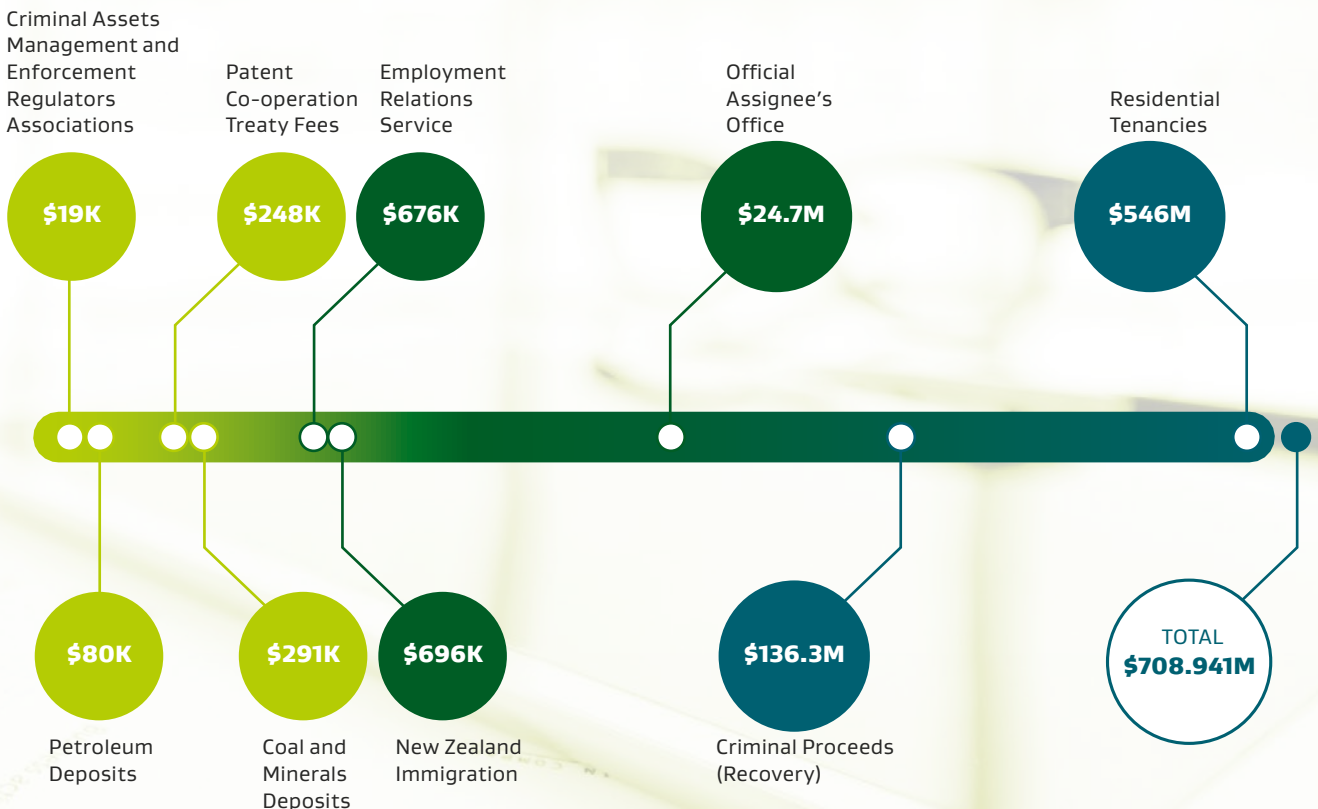 Criminal Assets
Management and
Enforcement
Regulators
Associations
$19K
Patent
Co-operation
Treaty Fees
$248K
Employment
Relations
Service
$676K
Official
Assignee's
Office
$24.7M
Residential
Tenancies
$546M
$80K
Petroleum
Deposits
$291K
Coal and
Minerals
Deposits
$696K
New Zealand
Immigration
$136.3M
Criminal Proceeds
(Recovery)
TOTAL
$708.941M